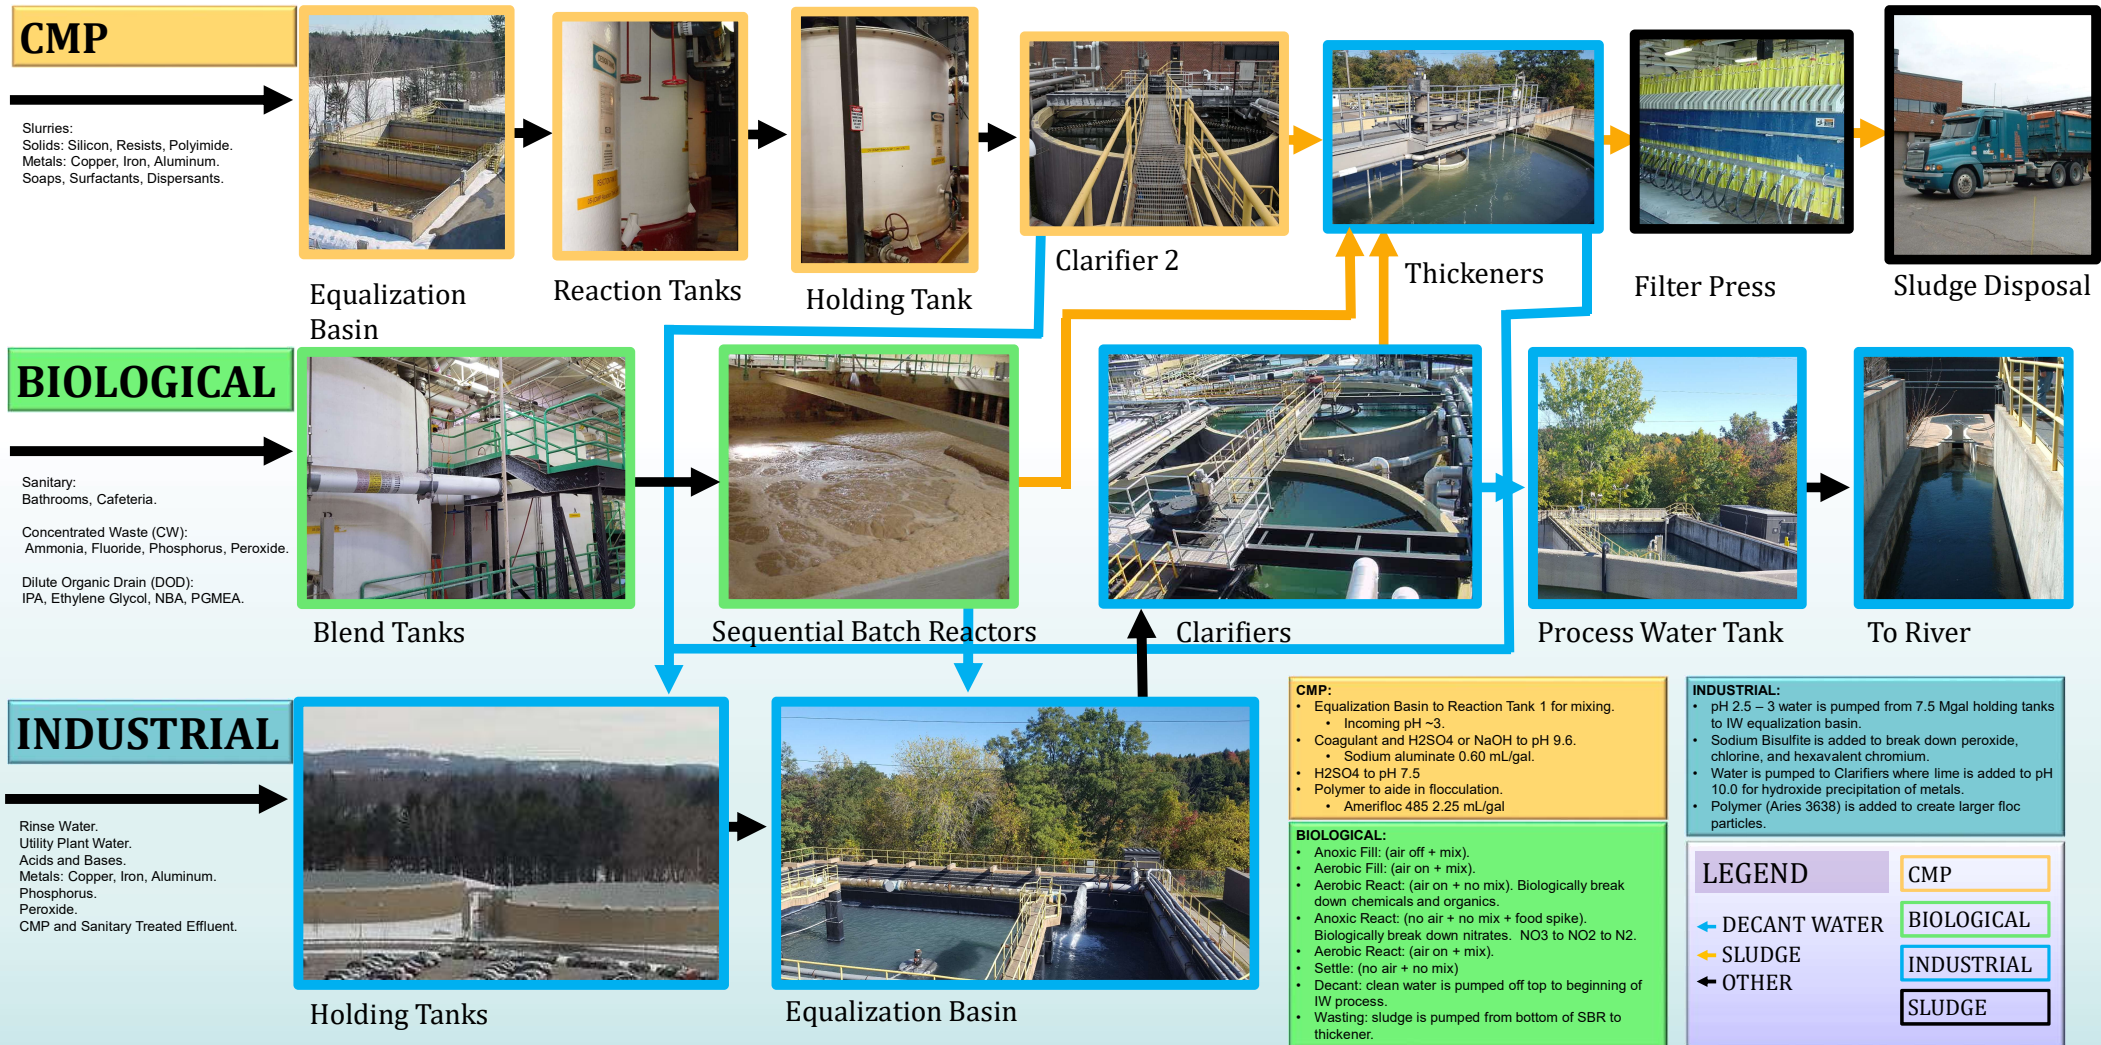 CMP
Slurries:
Solids: Silicon, Resists, Polyimide.
Metals: Copper, Iron, Aluminum.
Soaps, Surfactants, Dispersants.
Equalization
Basin
Reaction Tanks
Holding Tank
Clarifier 2
Thickeners
Filter Press
Sludge Disposal
BIOLOGICAL
Sanitary:
Bathrooms, Cafeteria.
Concentrated Waste (CW):
Ammonia, Fluoride, Phosphorus, Peroxide.
Dilute Organic Drain (DOD):
IPA, Ethylene Glycol, NBA, PGMEA.
Blend Tanks
Sequential Batch Reactors
Clarifiers
Process Water Tank
To River
INDUSTRIAL
Rinse Water.
Utility Plant Water.
Acids and Bases.
Metals: Copper, Iron, Aluminum.
Phosphorus.
Peroxide.
CMP and Sanitary Treated Effluent.
Holding Tanks
Equalization Basin
CMP:
• Equalization Basin to Reaction Tank 1 for mixing.
• Incoming pH ~3.
• Coagulant and H2SO4 or NaOH to pH 9.6.
• Sodium aluminate 0.60 mL/gal.
• H2SO4 to pH 7.5
• Polymer to aide in flocculation.
• Amerifloc 485 2.25 mL/gal
BIOLOGICAL:
• Anoxic Fill: (air off + mix).
• Aerobic Fill: (air on + mix).
• Aerobic React: (air on + no mix). Biologically break
down chemicals and organics.
• Anoxic React: (no air + no mix + food spike).
Biologically break down nitrates. NO3 to NO2 to N2.
• Aerobic React: (air on + mix).
• Settle: (no air + no mix)
• Decant: clean water is pumped off top to beginning of
IW process.
• Wasting: sludge is pumped from bottom of SBR to
thickener.
INDUSTRIAL:
• pH 2.5 – 3 water is pumped from 7.5 Mgal holding tanks
to IW equalization basin.
• Sodium Bisulfite is added to break down peroxide,
chlorine, and hexavalent chromium.
• Water is pumped to Clarifiers where lime is added to pH
10.0 for hydroxide precipitation of metals.
• Polymer (Aries 3638) is added to create larger floc
particles.
LEGEND
DECANT WATER
SLUDGE
OTHER
CMP
BIOLOGICAL
INDUSTRIAL
SLUDGE